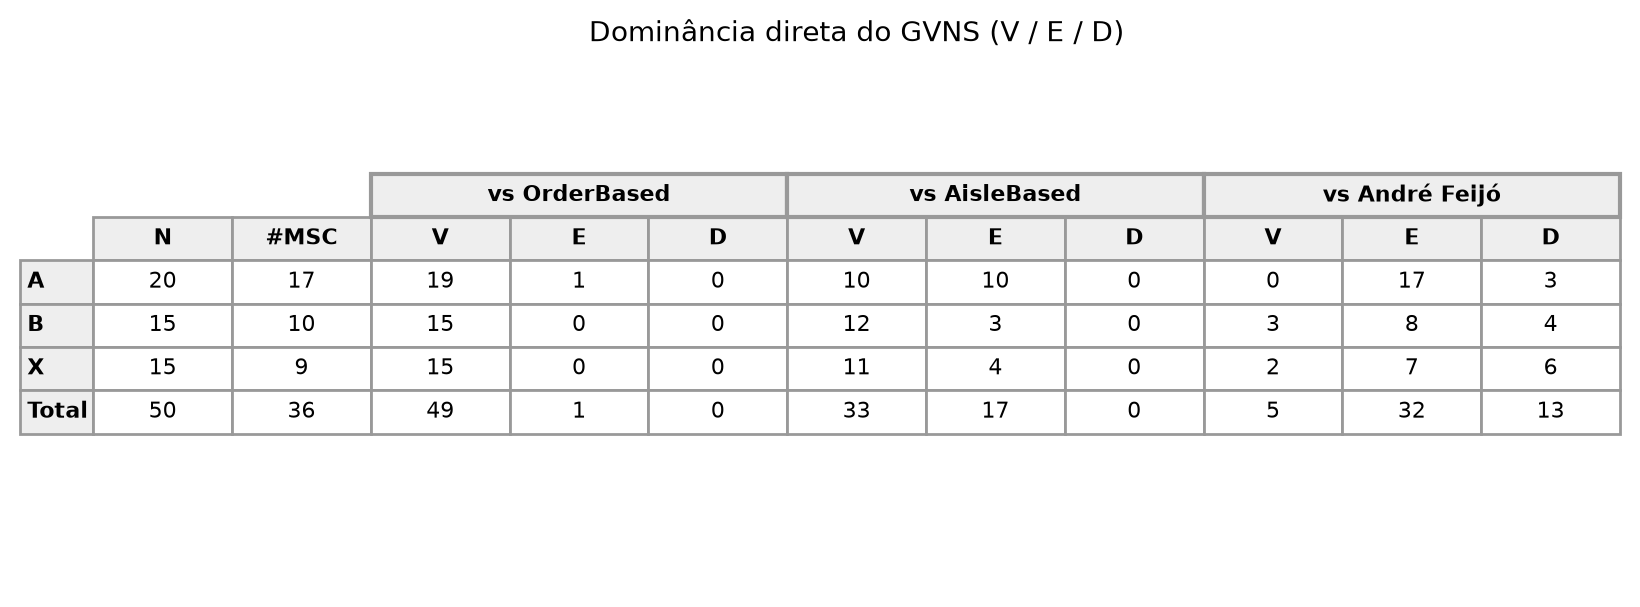 Dominância direta do GVNS (V / E / D)
vs OrderBased vs AisleBased vs André Feijó
N #MSC V E D V E D V E D
A 20 17 19 1 0 10 10 0 0 17 3
B 15 10 15 0 0 12 3 0 3 8 4
X 15 9 15 0 0 11 4 0 2 7 6
Total 50 36 49 1 0 33 17 0 5 32 13